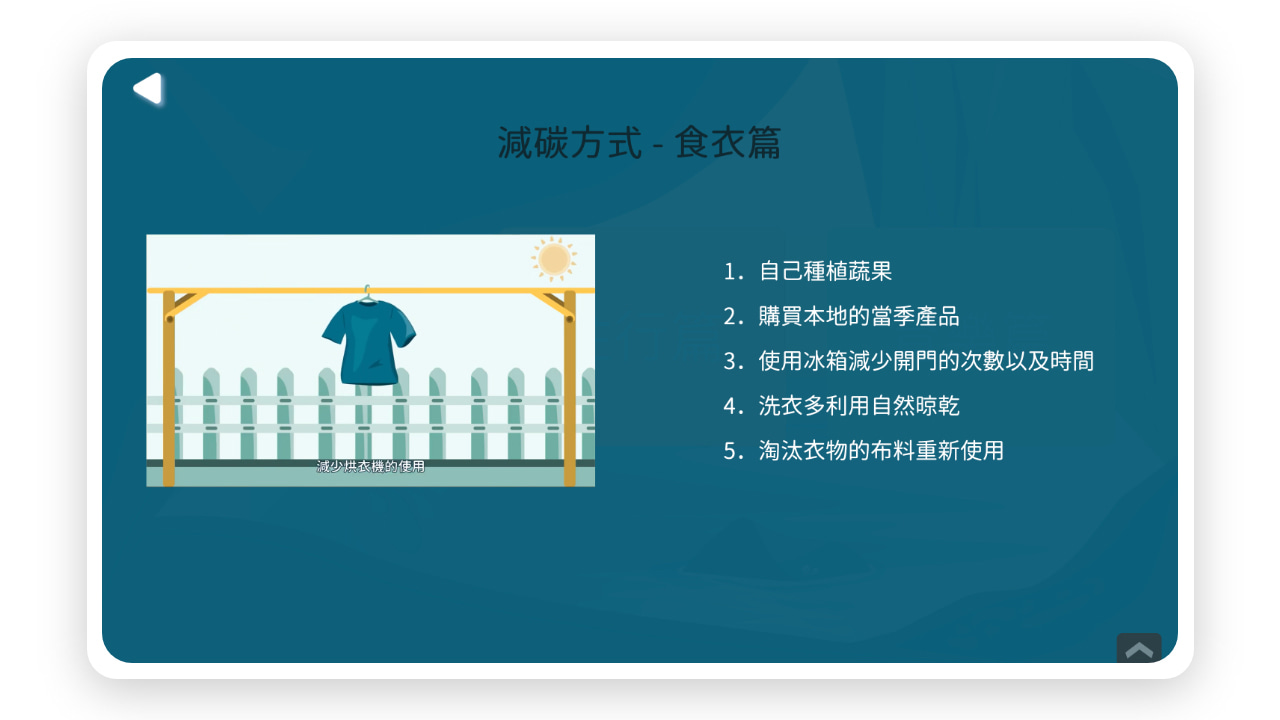 減碳方式 - 食衣篇
減少烘衣機的使用
1. 自己種植蔬果
2. 購買本地的當季產品
3. 使用冰箱減少開門的次數以及時間
4. 洗衣多利用自然晾乾
5. 淘汰衣物的布料重新使用